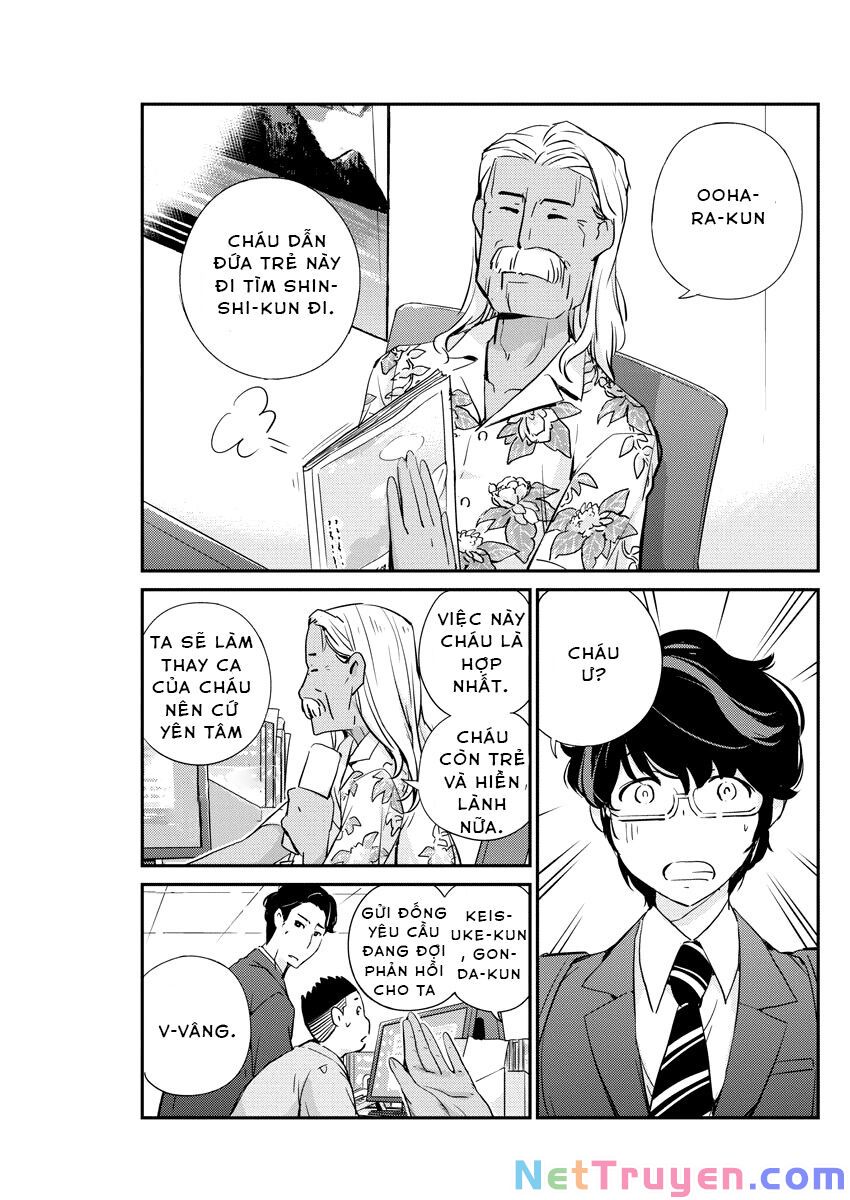 OOHA-
RA-KUN
CHÁU DẪN
ĐỨA TRẺ NÀY
ĐI TÌM SHIN-
SHI-KUN ĐI.
CHÁU
Ư?
VIỆC NÀY
CHÁU LÀ
HỢP
NHẤT.
CHÁU
CÒN TRẺ
VÀ HIỀN
LÀNH
NỮA.
TA SẼ LÀM
THAY CA
CỦA CHÁU
NÊN CỨ
YÊN TÂM
KEIS-
UKE-KUN
, GON-
DA-KUN
GỬI ĐỐNG
YÊU CẦU
ĐANG ĐỢI
PHẢN HỒI
CHO TA
V-VÂNG.
NetTruyen.com